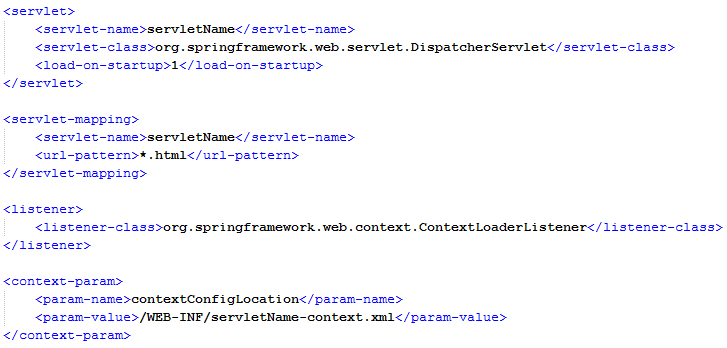 <servlet>
    <servlet-name>servletName</servlet-name>
    <servlet-class>org.springframework.web.servlet.DispatcherServlet</servlet-class>
    <load-on-startup>1</load-on-startup>
</servlet>

<servlet-mapping>
    <servlet-name>servletName</servlet-name>
    <url-pattern>*.html</url-pattern>
</servlet-mapping>

<listener>
    <listener-class>org.springframework.web.context.ContextLoaderListener</listener-class>
</listener>

<context-param>
    <param-name>contextConfigLocation</param-name>
    <param-value>/WEB-INF/servletName-context.xml</param-value>
</context-param>